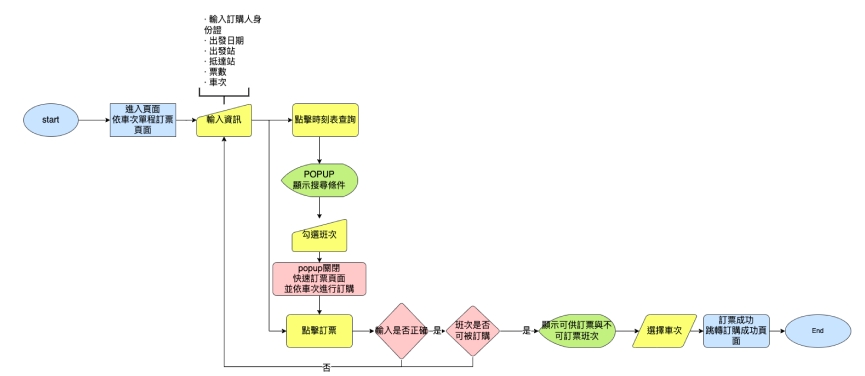 · 輸入訂購人身
份證
· 出發日期
· 出發站
· 抵達站
· 票數
· 車次
start
進入頁面
依車次單程訂票
頁面
輸入資訊
點擊時刻表查詢
POPUP
顯示搜尋條件
勾選班次
popup關閉
快速訂票頁面
並依車次進行訂購
點擊訂票
輸入是否正確
是
班次是否
可被訂購
是
顯示可供訂票與不
可訂票班次
選擇車次
訂票成功
跳轉訂購成功頁
面
End
否